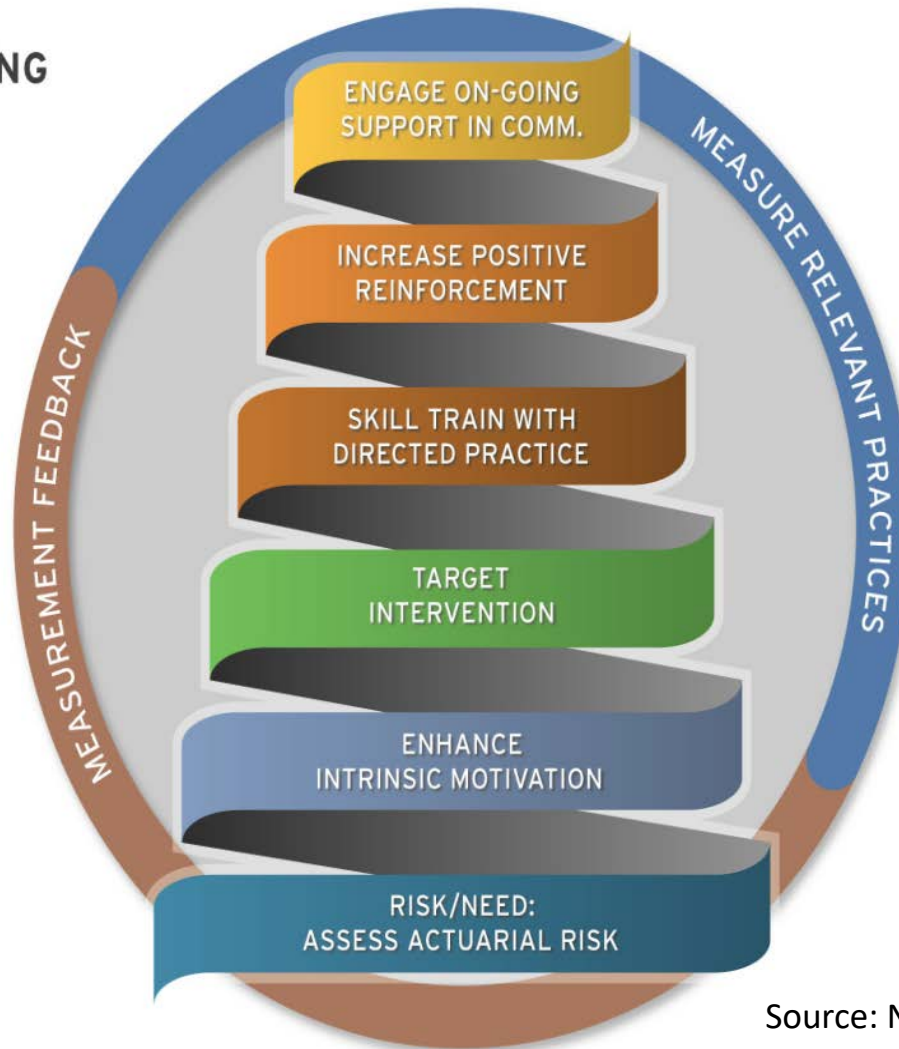 NG
ENGAGE ON-GOING
SUPPORT IN COMM.
INCREASE POSITIVE
REINFORCEMENT
SKILL TRAIN WITH
DIRECTED PRACTICE
TARGET
INTERVENTION
ENHANCE
INTRINSIC MOTIVATION
RISK/NEED:
ASSESS ACTUARIAL RISK
MEASUREMENT FEEDBACK
MEASURE RELEVANT PRACTICES
Source: N